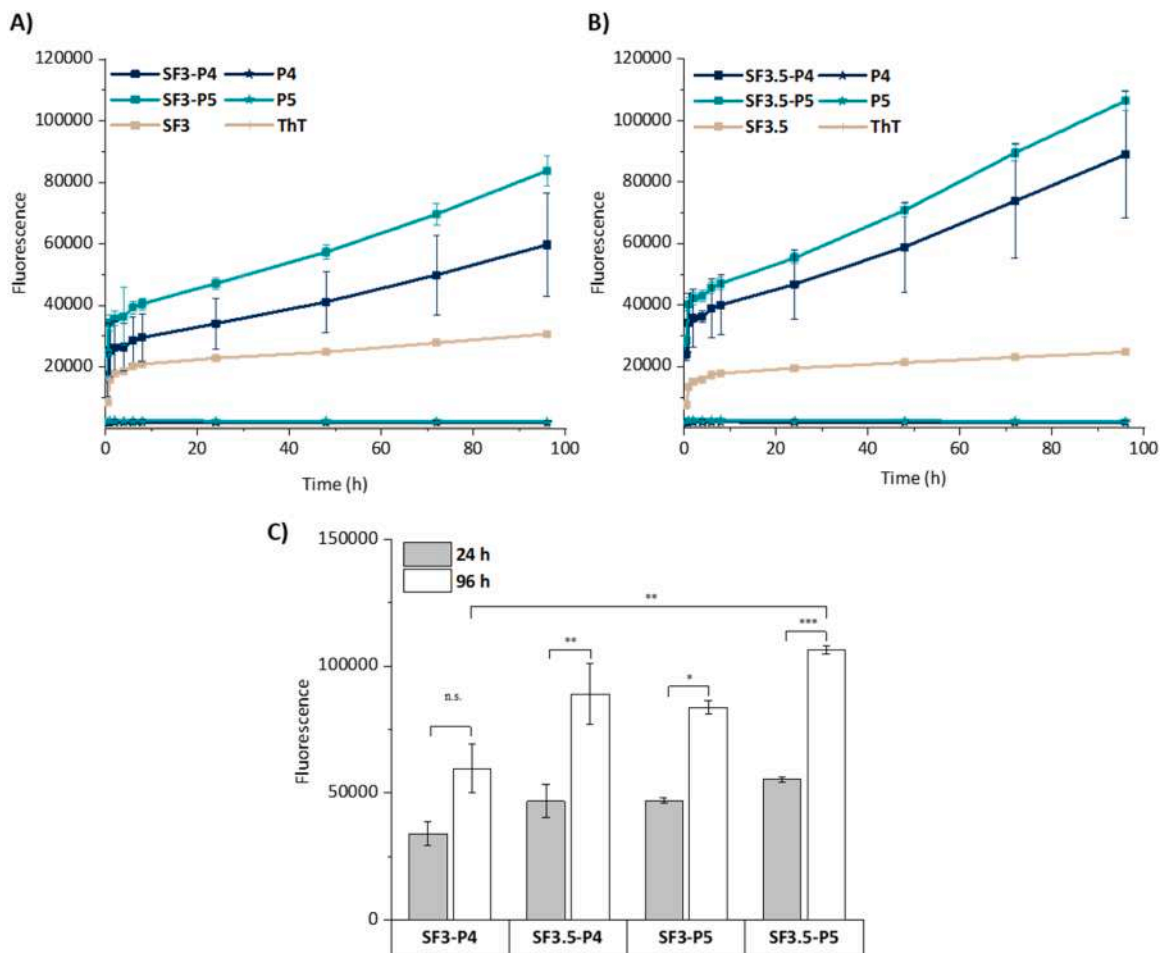 A)
120000
100000
80000
60000
40000
20000
Fluorescence
SF3-P4 P4
SF3-P5 P5
SF3 ThT
0 20 40 60 80 100
Time (h)
B)
120000
100000
80000
60000
40000
20000
Fluorescence
SF3.5-P4 P4
SF3.5-P5 P5
SF3.5 ThT
0 20 40 60 80 100
Time (h)
C)
150000
100000
50000
0
Fluorescence
24 h
96 h
**
***
**
*
n.s.
SF3-P4 SF3.5-P4 SF3-P5 SF3.5-P5